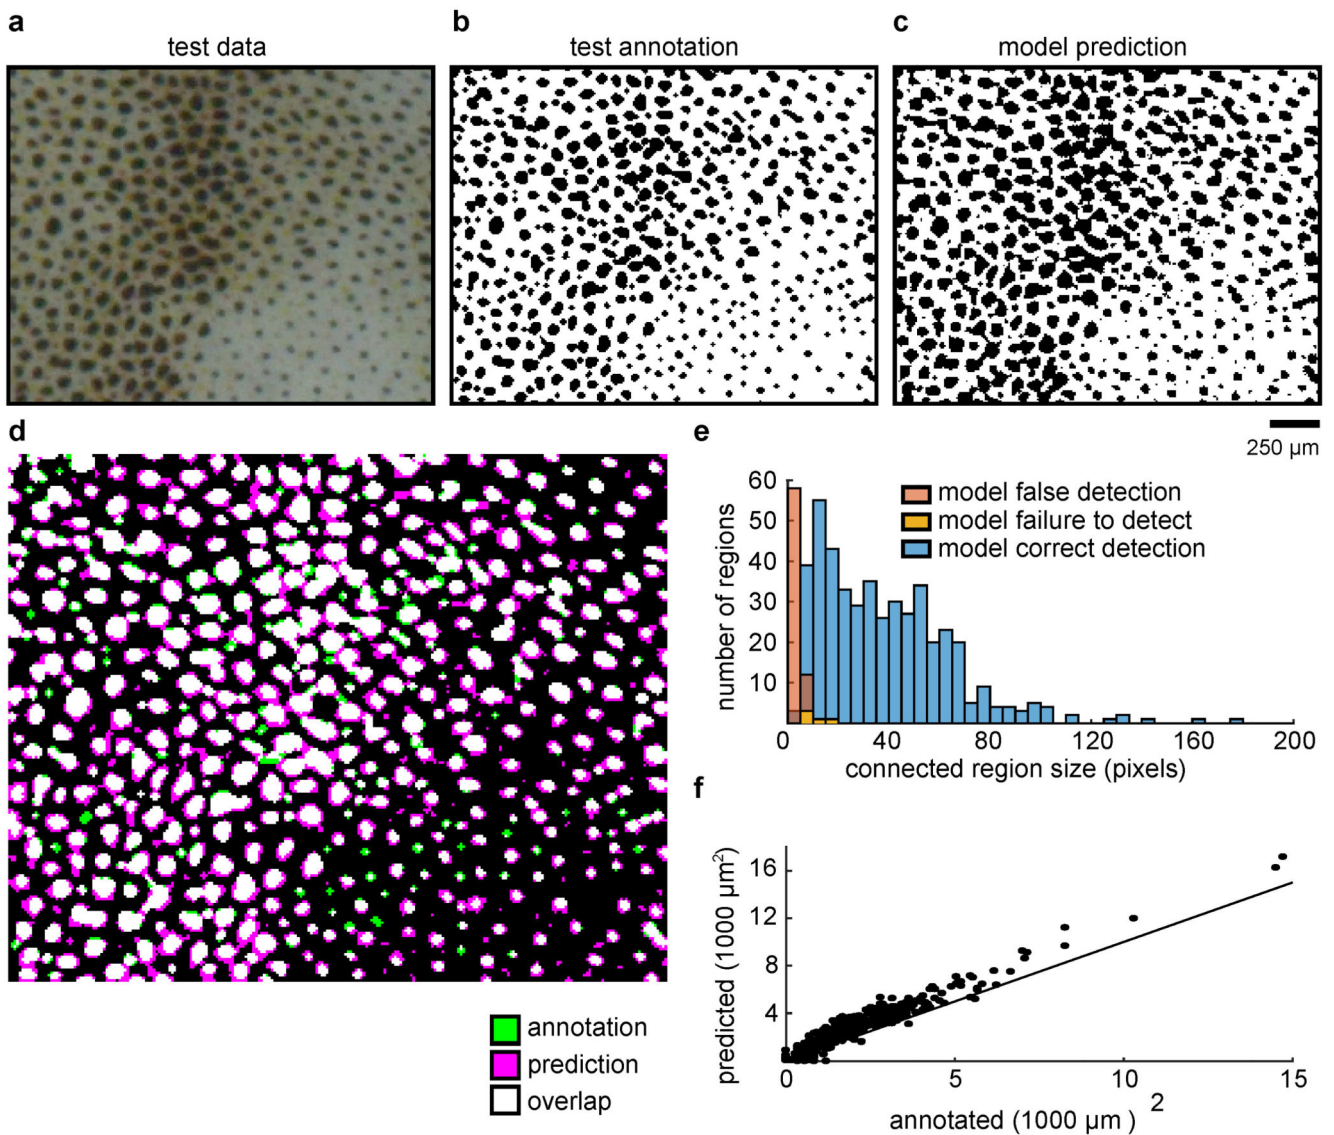 a
test data
b
test annotation
c
model prediction
250 µm
d
annotation
prediction
overlap
e
number of regions
60
50
40
30
20
10
0
40
80
120
160
200
connected region size (pixels)
model false detection
model failure to detect
model correct detection
f
predicted (1000 µm²)
16
12
8
4
0
5
10
15
annotated (1000 µm ) 2